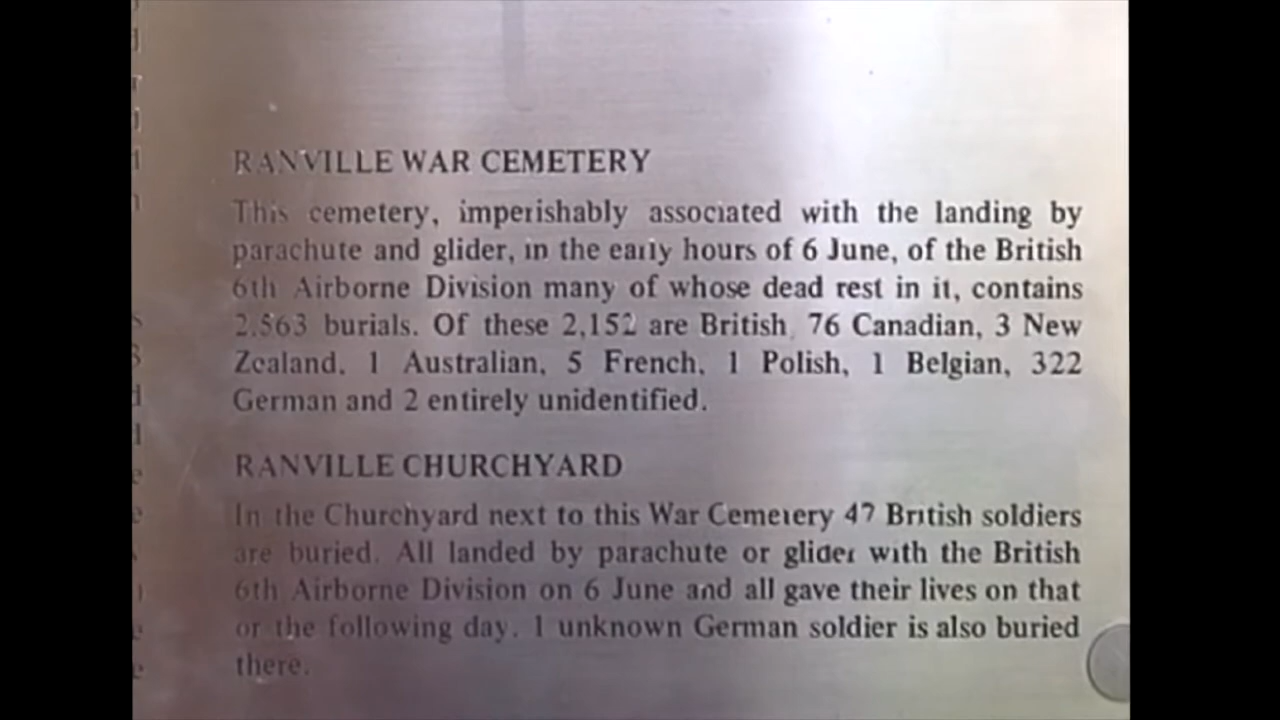 RANVILLE WAR CEMETERY
This cemetery, imperishably associated with the landing by
parachute and glider, in the early hours of 6 June, of the British
6th Airborne Division many of whose dead rest in it, contains
2,563 burials. Of these 2,152 are British, 76 Canadian, 3 New
Zealand, 1 Australian, 5 French, 1 Polish, 1 Belgian, 322
German and 2 entirely unidentified.
RANVILLE CHURCHYARD
In the Churchyard next to this War Cemetery 47 British soldiers
are buried. All landed by parachute or glider with the British
6th Airborne Division on 6 June and all gave their lives on that
or the following day. 1 unknown German soldier is also buried
there.